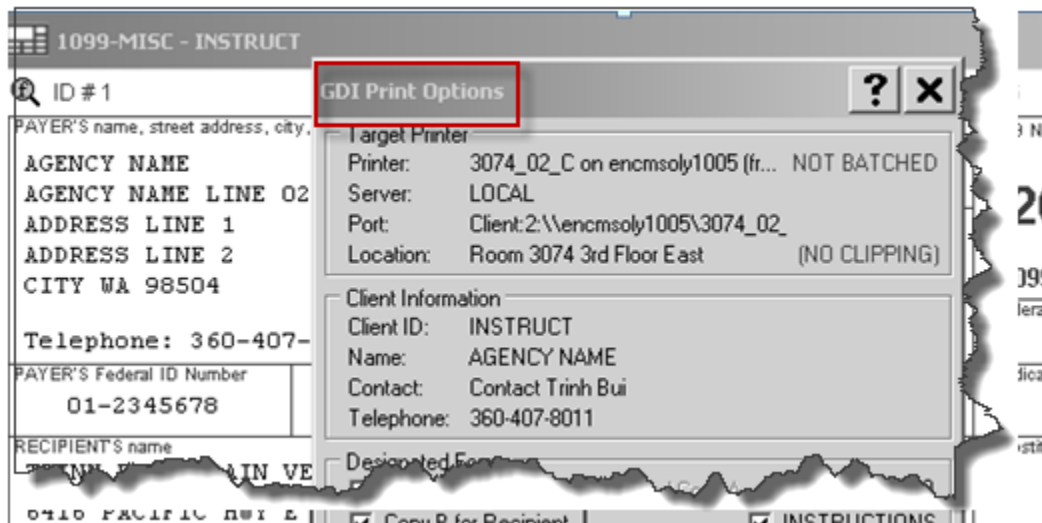 1099-MISC - INSTRUCT
ID # 1
GDI Print Options
PAYER'S name, street address, city,
AGENCY NAME
AGENCY NAME LINE 02
ADDRESS LINE 1
ADDRESS LINE 2
CITY WA 98504
Telephone: 360-407-
PAYER'S Federal ID Number
01-2345678
RECIPIENT'S name
Target Printer
Printer: 3074_02_C on encmsoly1005 (fr... NOT BATCHED
Server: LOCAL
Port: Client:2:\\encmsoly1005\3074_02_
Location: Room 3074 3rd Floor East (NO CLIPPING)
Client Information
Client ID: INSTRUCT
Name: AGENCY NAME
Contact: Contact Trinh Bui
Telephone: 360-407-8011
Designated
Copy B for Recipient
INSTRUCTIONS